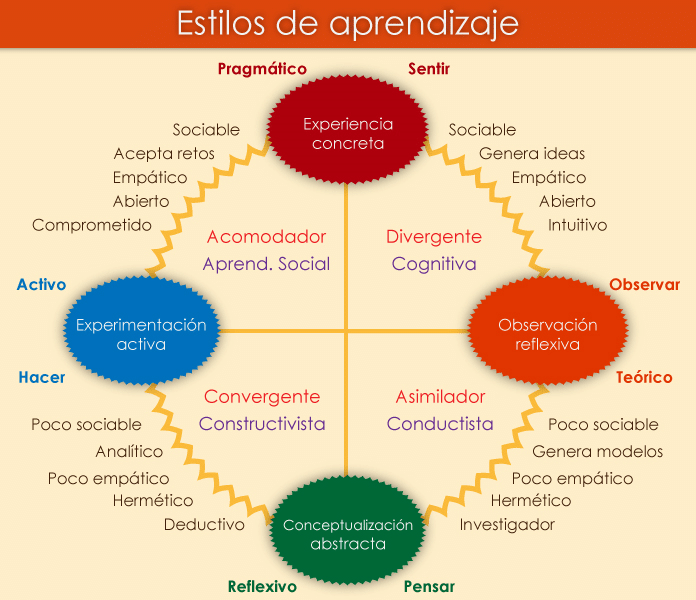 Estilos de aprendizaje
Pragmático
Sentir
Experiencia
concreta
Sociable
Acepta retos
Empático
Abierto
Comprometido
Sociable
Genera ideas
Empático
Abierto
Intuitivo
Acomodador
Aprend. Social
Divergente
Cognitiva
Activo
Experimentación
activa
Hacer
Observar
Observación
reflexiva
Teórico
Convergente
Constructivista
Asimilador
Conductista
Poco sociable
Analítico
Poco empático
Hermético
Deductivo
Poco sociable
Genera modelos
Poco empático
Hermético
Investigador
Conceptualización
abstracta
Reflexivo
Pensar